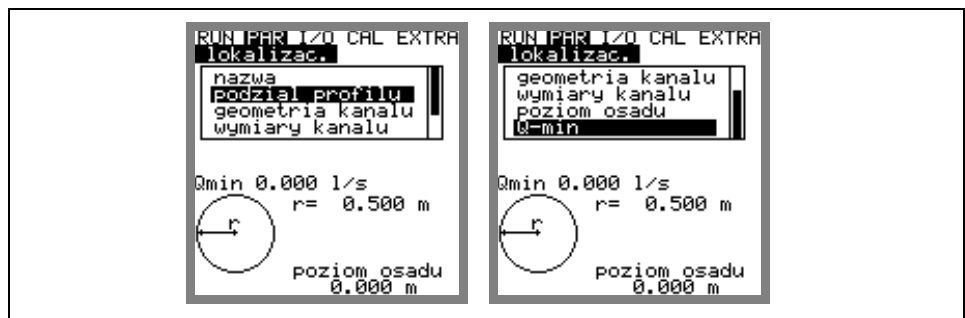 RUN PAR I/O CAL EXTRA
lokalizac.
nazwa
podzial profilu
geometria kanalu
wymiary kanalu
Qmin 0.000 l/s
r= 0.500 m
r
poziom osadu
0.000 m
RUN PAR I/O CAL EXTRA
lokalizac.
geometria kanalu
wymiary kanalu
poziom osadu
Q-min
Qmin 0.000 l/s
r= 0.500 m
r
poziom osadu
0.000 m